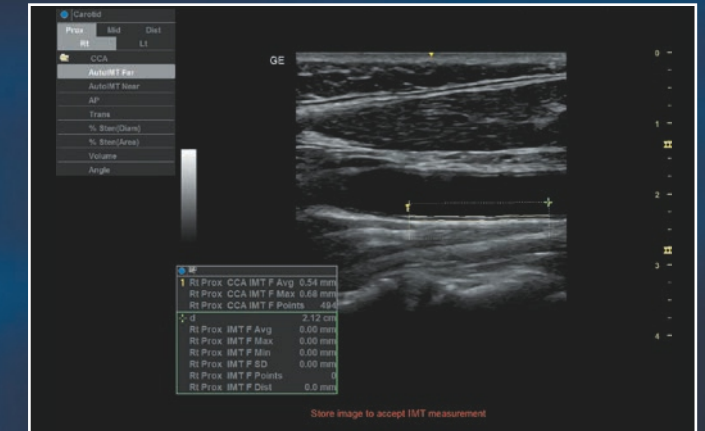 Carotid
Prox Mid Dist
Rt Lt
CCA
AutoIMT Far
AutoIMT Near
AP
Trans
% Sten(Diam)
% Sten(Area)
Volume
Angle
GE
0
1
2
3
4
1 Rt Prox CCA IMT F Avg 0.54 mm
Rt Prox CCA IMT F Max 0.68 mm
Rt Prox CCA IMT F Points 494
d 2.12 cm
Rt Prox IMT F Avg 0.00 mm
Rt Prox IMT F Max 0.00 mm
Rt Prox IMT F Min 0.00 mm
Rt Prox IMT F SD 0.00 mm
Rt Prox IMT F Points 0
Rt Prox IMT F Dist 0.0 mm
Store image to accept IMT measurement